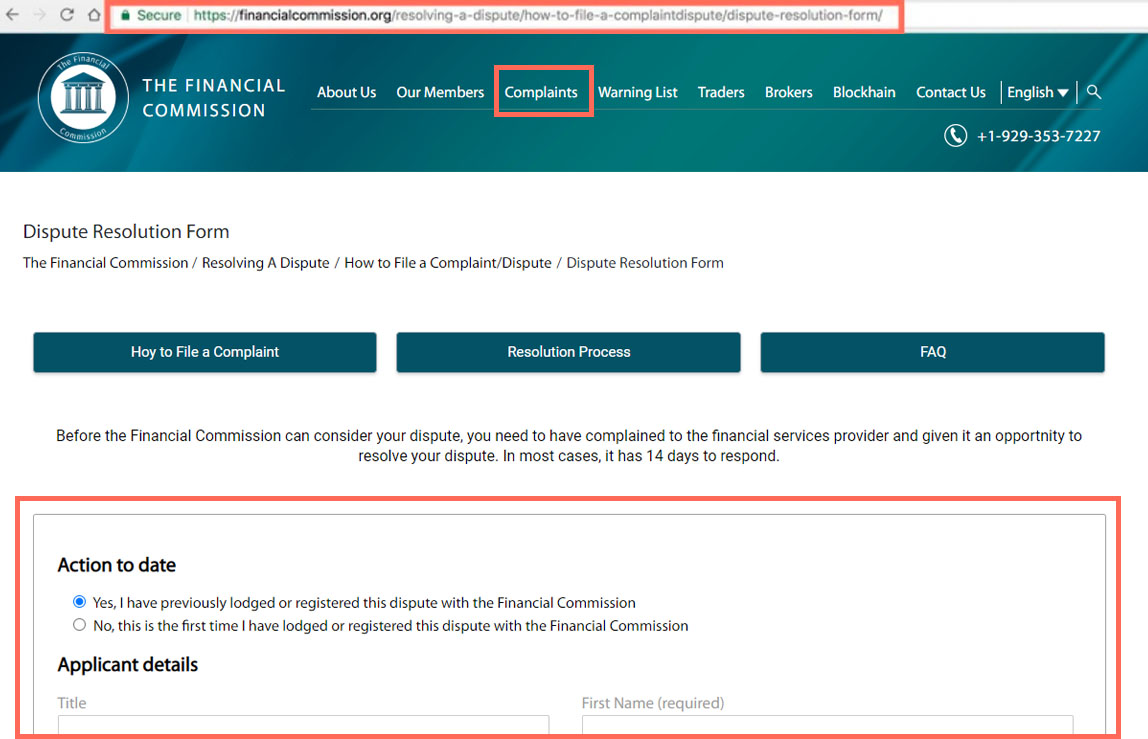 Secure https://financialcommission.org/resolving-a-dispute/how-to-file-a-complaintdispute/dispute-resolution-form/
The Financial
Commission
THE FINANCIAL
COMMISSION
About Us Our Members Complaints Warning List Traders Brokers Blockhain Contact Us English
+1-929-353-7227
Dispute Resolution Form
The Financial Commission / Resolving A Dispute / How to File a Complaint/Dispute / Dispute Resolution Form
Hoy to File a Complaint Resolution Process FAQ
Before the Financial Commission can consider your dispute, you need to have complained to the financial services provider and given it an opportnity to
resolve your dispute. In most cases, it has 14 days to respond.
Action to date
Yes, I have previously lodged or registered this dispute with the Financial Commission
No, this is the first time I have lodged or registered this dispute with the Financial Commission
Applicant details
Title First Name (required)